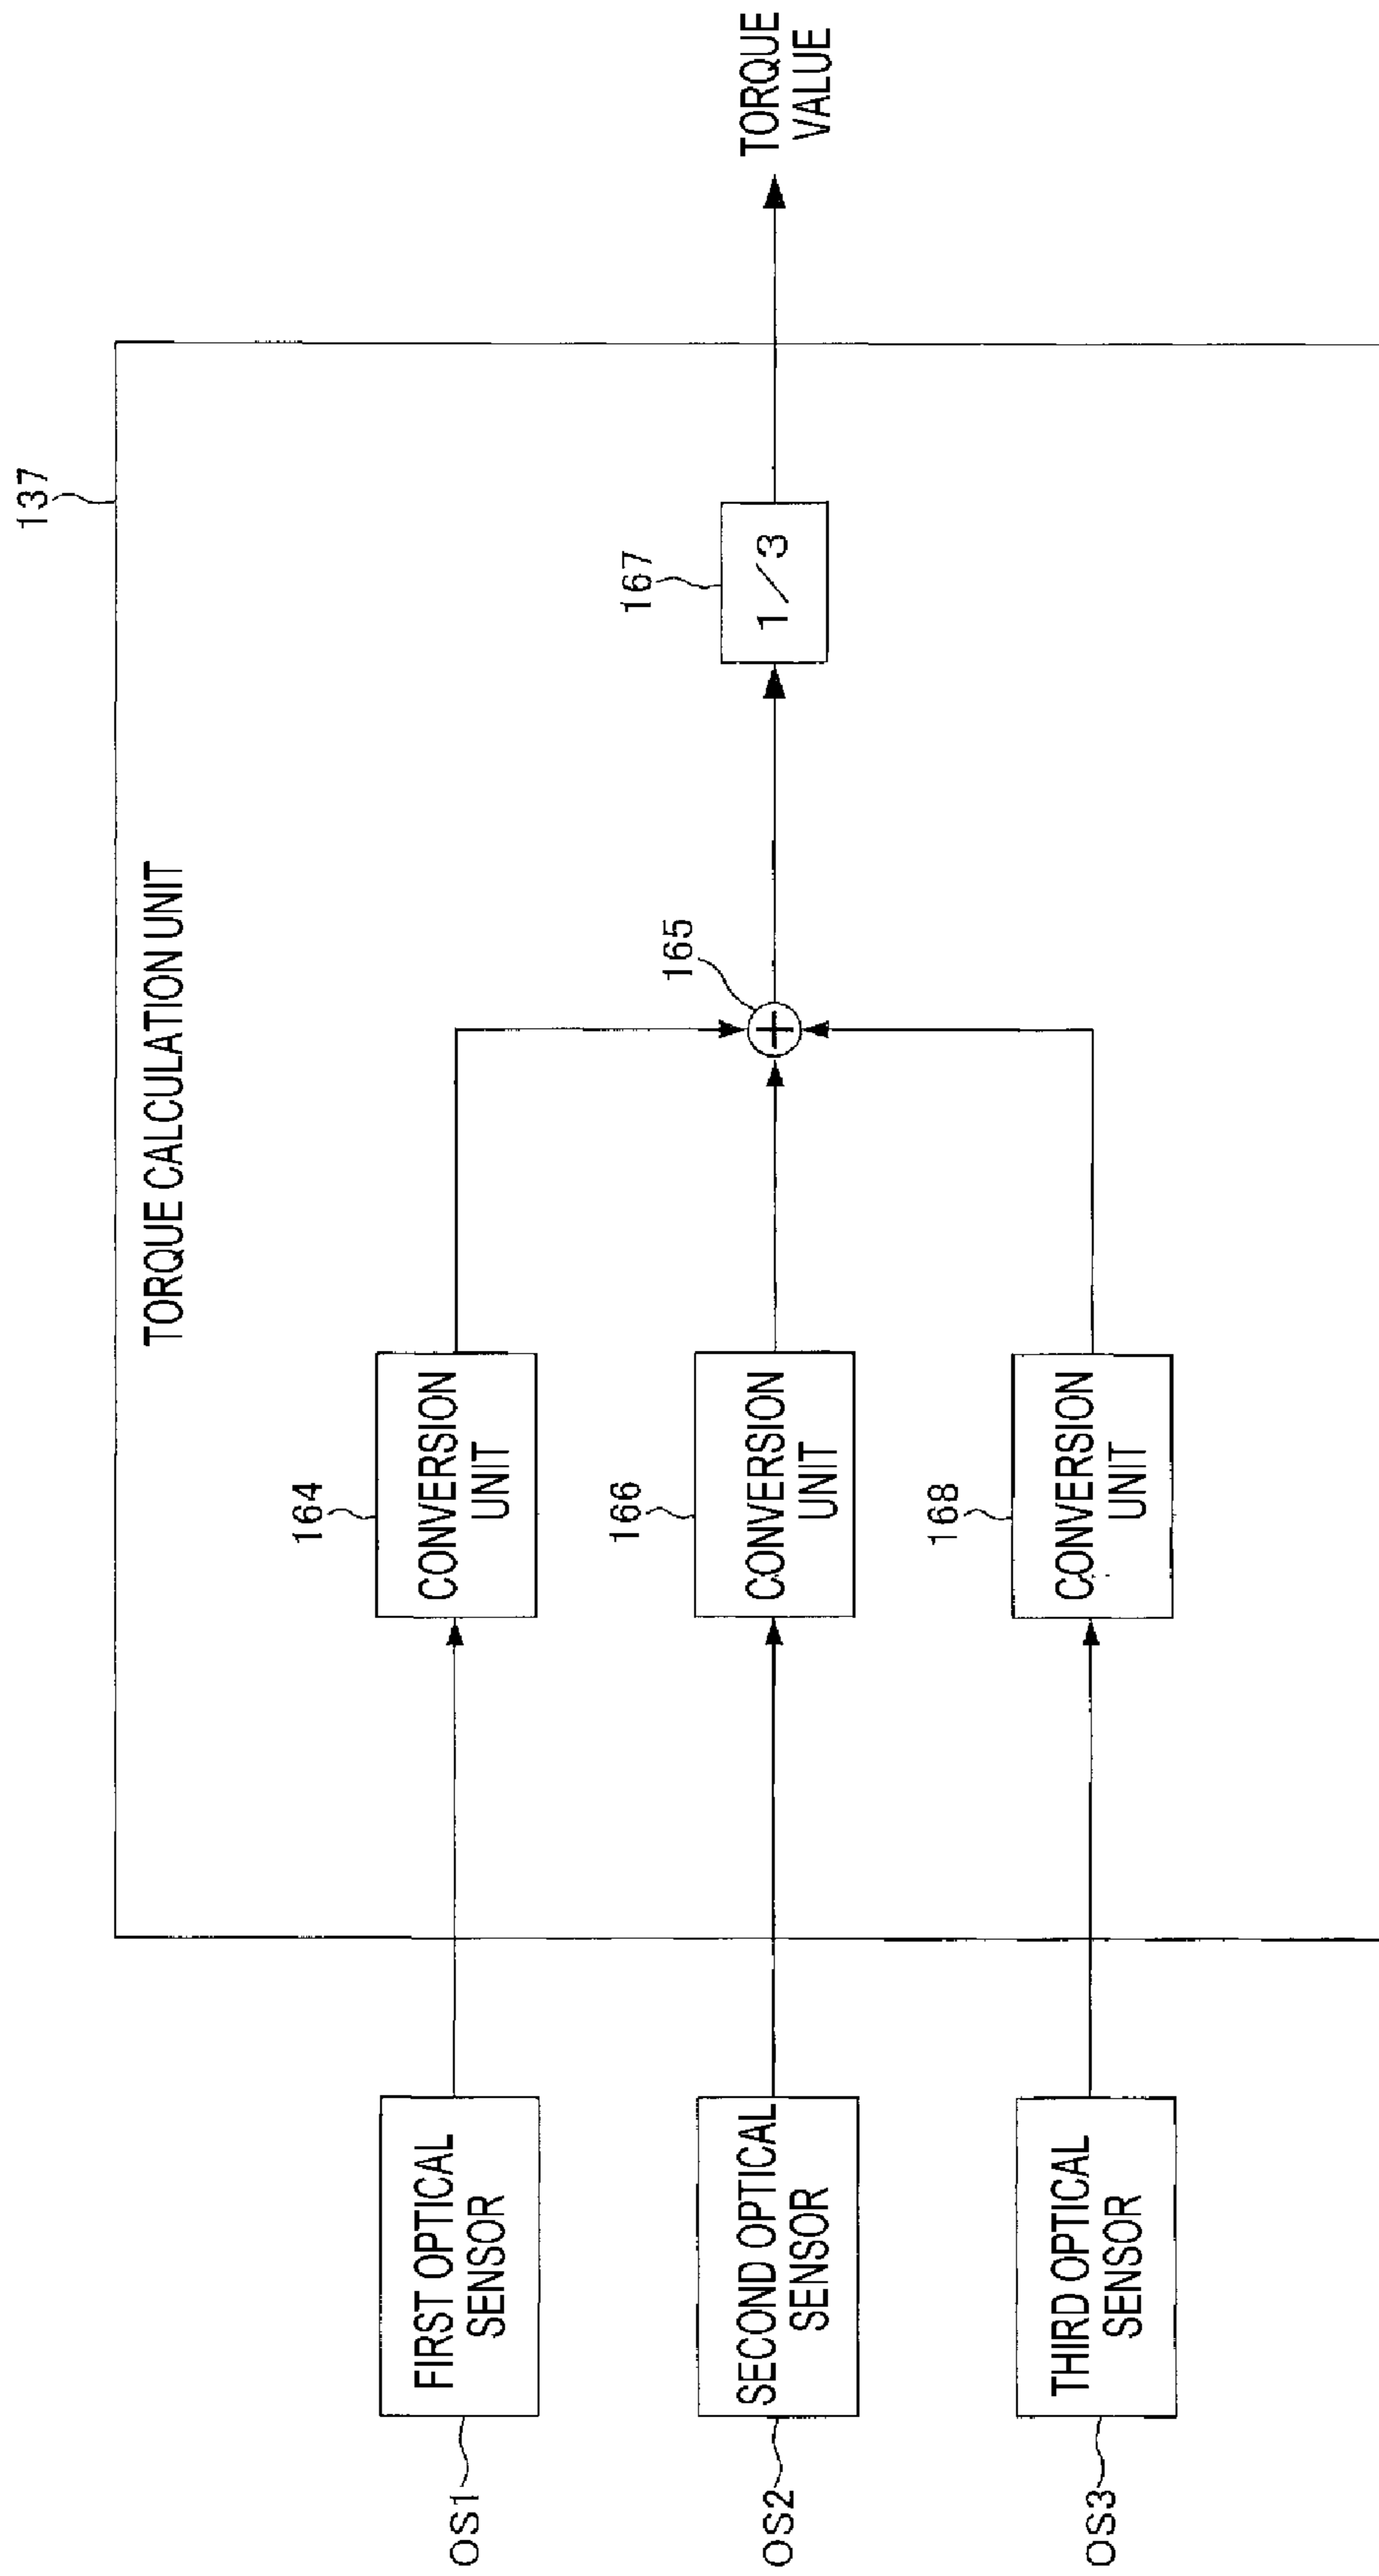 137
TORQUE CALCULATION UNIT
OS1
FIRST OPTICAL
SENSOR
164
CONVERSION
UNIT
OS2
SECOND OPTICAL
SENSOR
166
CONVERSION
UNIT
165
+
167
1/3
TORQUE
VALUE
OS3
THIRD OPTICAL
SENSOR
168
CONVERSION
UNIT